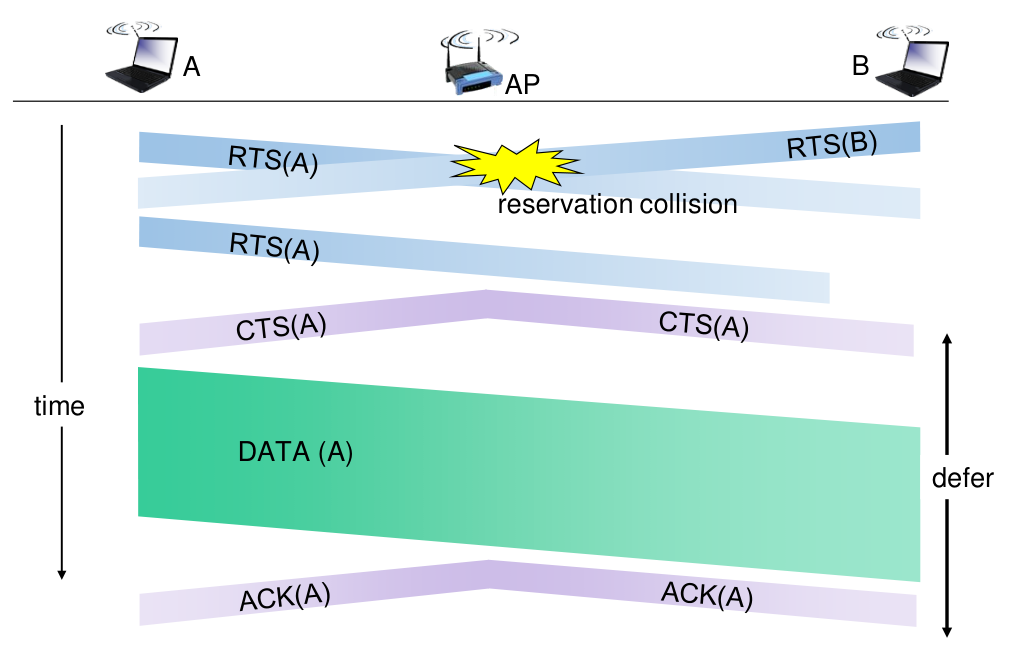 A
AP
B
RTS(A)
RTS(B)
reservation collision
RTS(A)
CTS(A)
CTS(A)
time
DATA (A)
defer
ACK(A)
ACK(A)